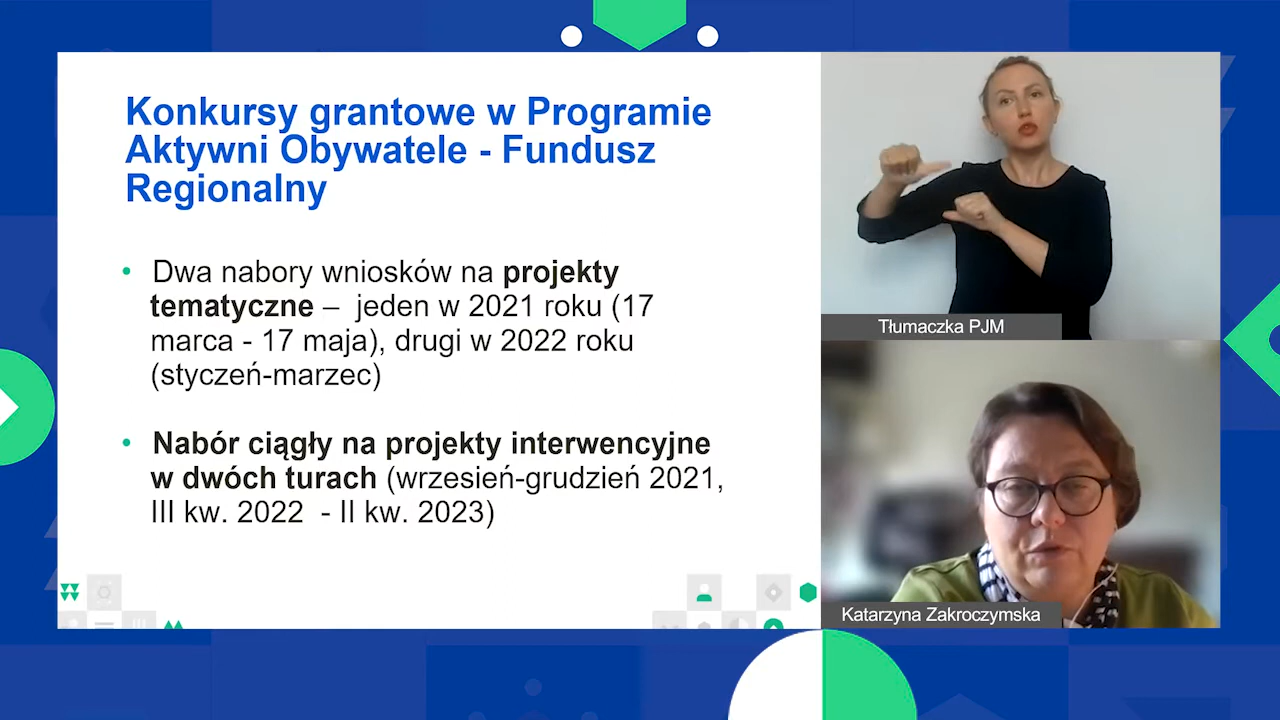 Konkursy grantowe w Programie
Aktywni Obywatele - Fundusz
Regionalny
• Dwa nabory wniosków na projekty
tematyczne – jeden w 2021 roku (17
marca - 17 maja), drugi w 2022 roku
(styczeń-marzec)
• Nabór ciągły na projekty interwencyjne
w dwóch turach (wrzesień-grudzień 2021,
III kw. 2022 - II kw. 2023)
Tłumaczka PJM
Katarzyna Zakroczymska